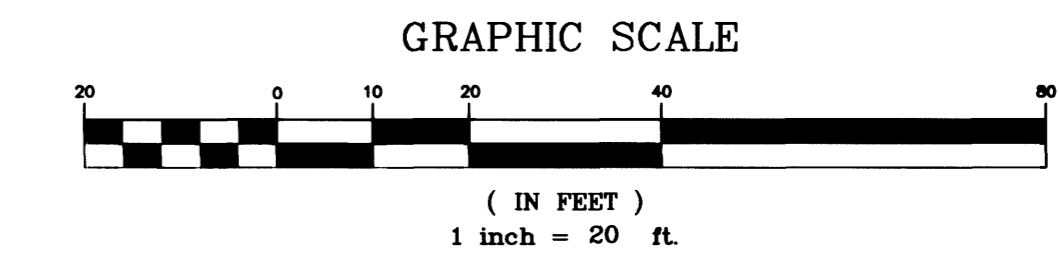 GRAPHIC SCALE
20 0 10 20 40 80
( IN FEET )
1 inch = 20 ft.